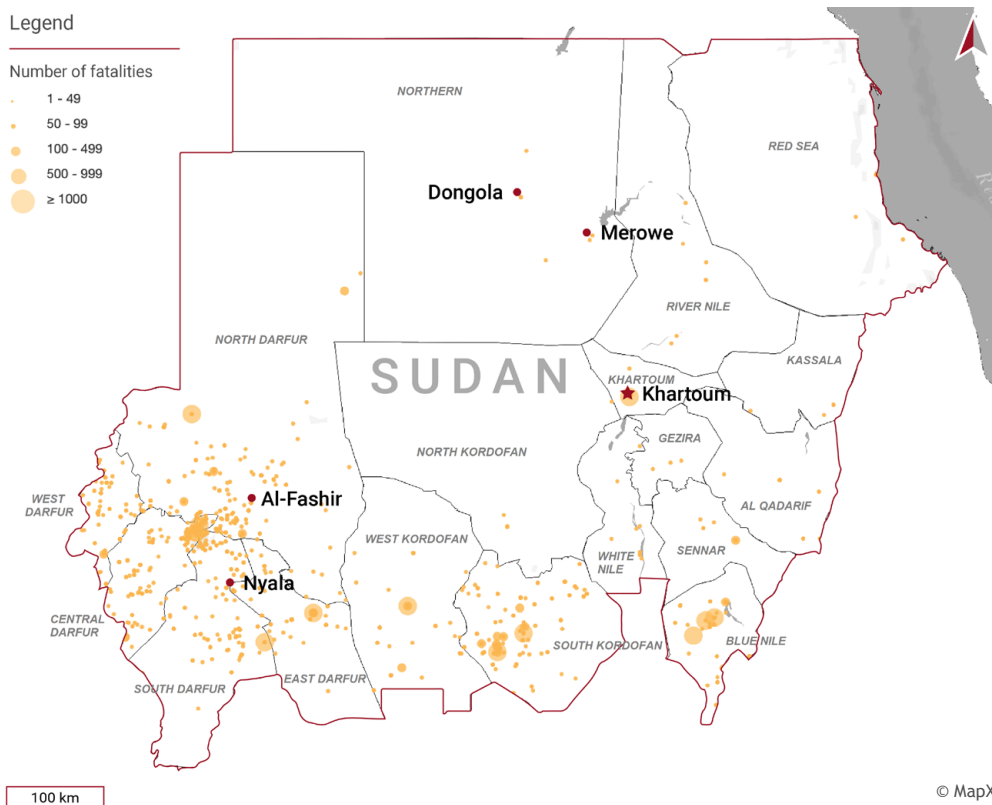 Legend
Number of fatalities
1 - 49
50 - 99
100 - 499
500 - 999
≥ 1000
NORTHERN
RED SEA
Dongola
Merowe
RIVER NILE
NORTH DARFUR
SUDAN
KASSALA
KHARTOUM
Khartoum
GEZIRA
NORTH KORDOFAN
WEST
DARFUR
Al-Fashir
AL QADARIF
WEST KORDOFAN
SENNAR
WHITE
NILE
Nyala
CENTRAL
DARFUR
SOUTH KORDOFAN
BLUE NILE
EAST DARFUR
SOUTH DARFUR
100 km
© MapX